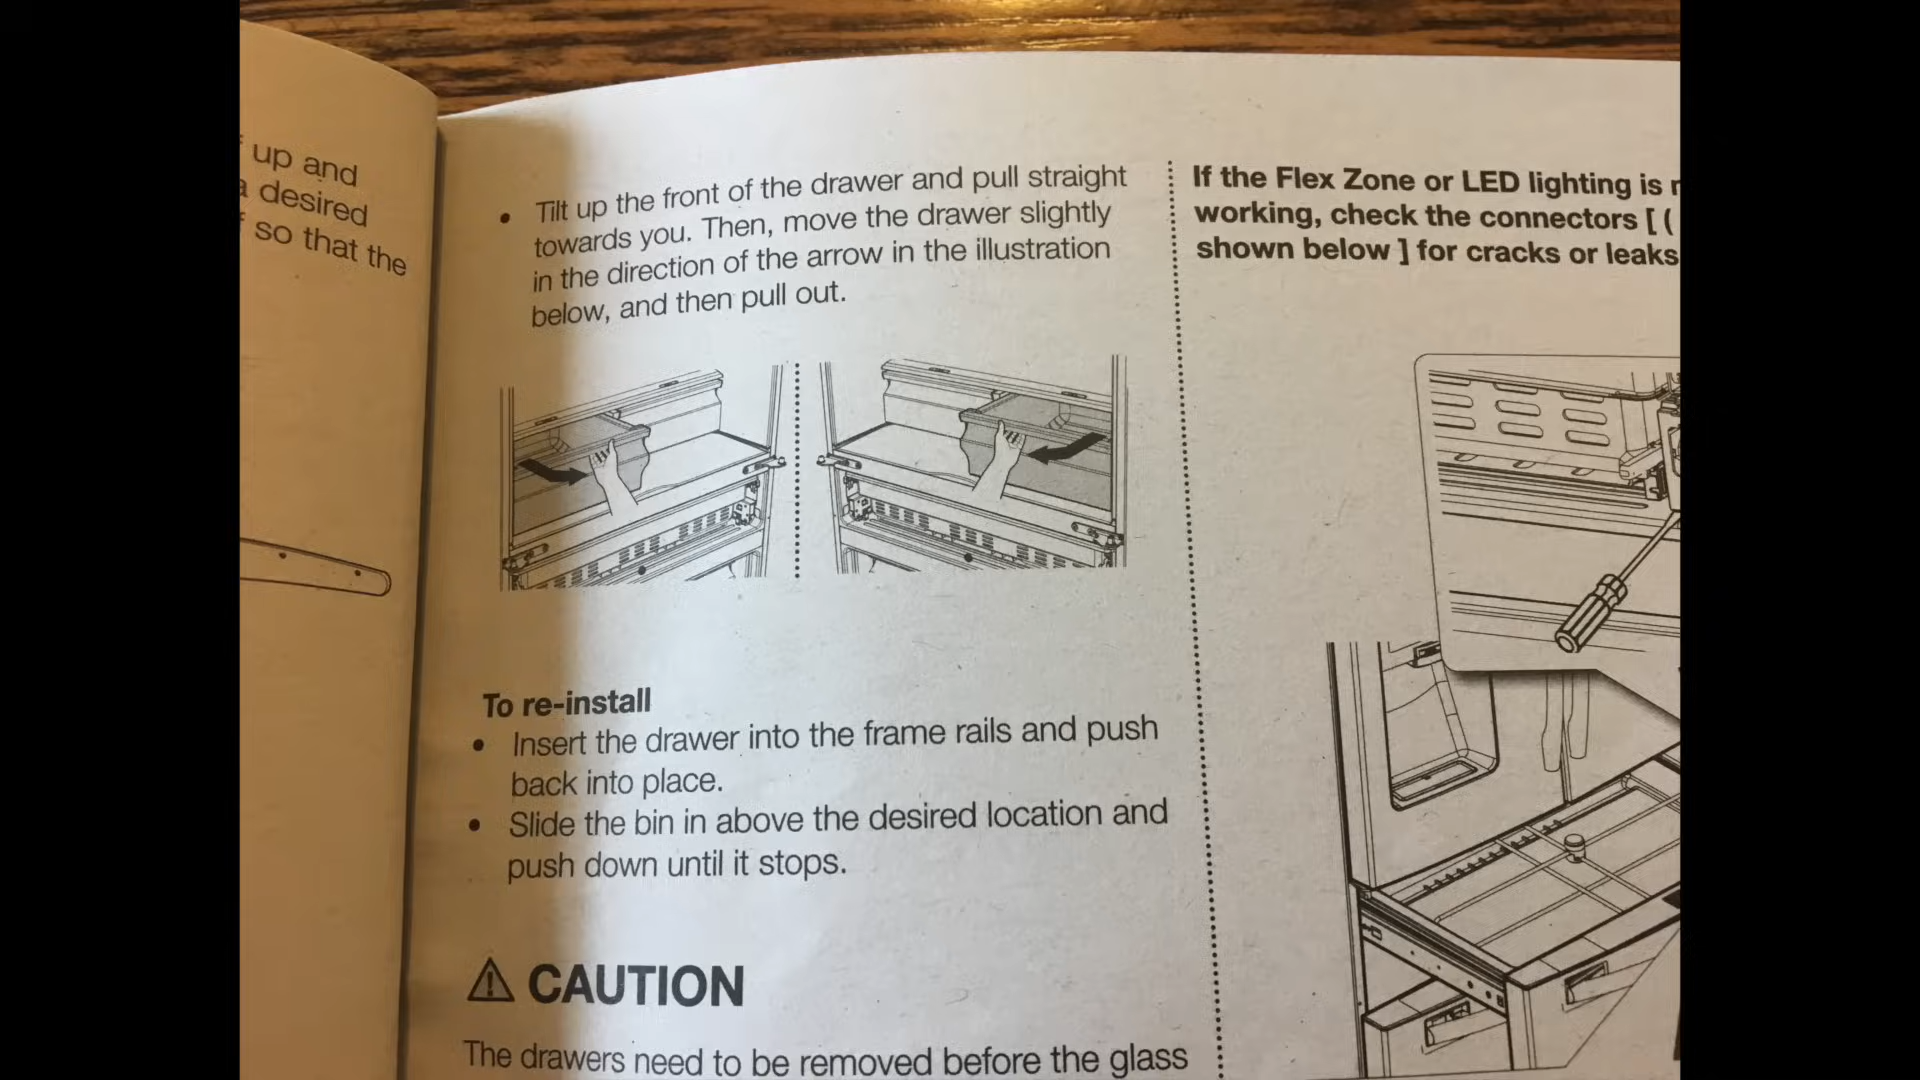 up and
desired
so that the
• Tilt up the front of the drawer and pull straight
towards you. Then, move the drawer slightly
in the direction of the arrow in the illustration
below, and then pull out.
To re-install
• Insert the drawer into the frame rails and push
back into place.
• Slide the bin in above the desired location and
push down until it stops.
CAUTION
The drawers need to be removed before the glass
If the Flex Zone or LED lighting is
working, check the connectors [ (
shown below ] for cracks or leaks